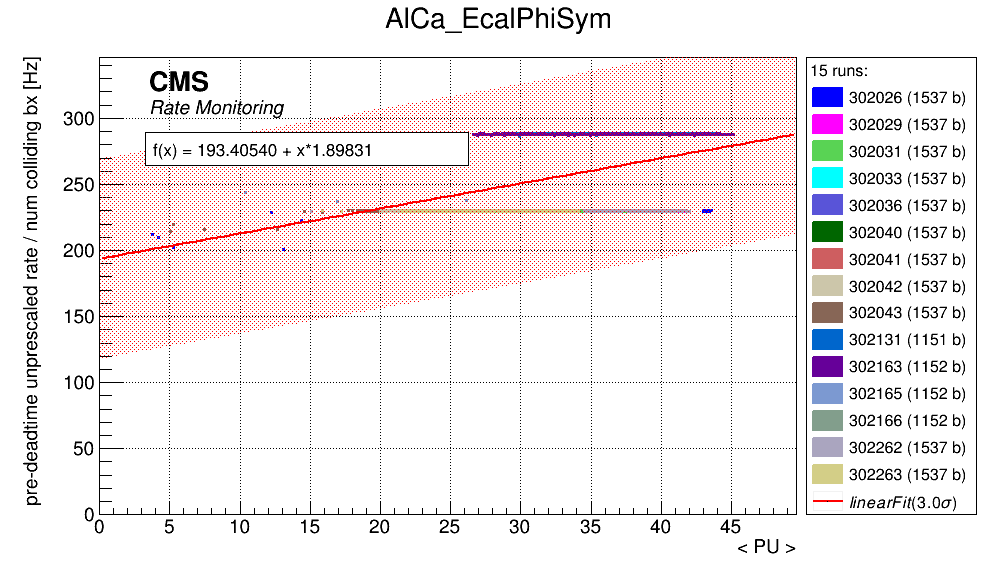 AlCa_EcalPhiSym
pre-deadtime unprescaled rate / num colliding bx [Hz]
CMS
Rate Monitoring
f(x) = 193.40540 + x*1.89831
300
250
200
150
100
50
0
0 5 10 15 20 25 30 35 40 45
< PU >
15 runs:
302026 (1537 b)
302029 (1537 b)
302031 (1537 b)
302033 (1537 b)
302036 (1537 b)
302040 (1537 b)
302041 (1537 b)
302042 (1537 b)
302043 (1537 b)
302131 (1151 b)
302163 (1152 b)
302165 (1152 b)
302166 (1152 b)
302262 (1537 b)
302263 (1537 b)
linearFit(3.0σ)